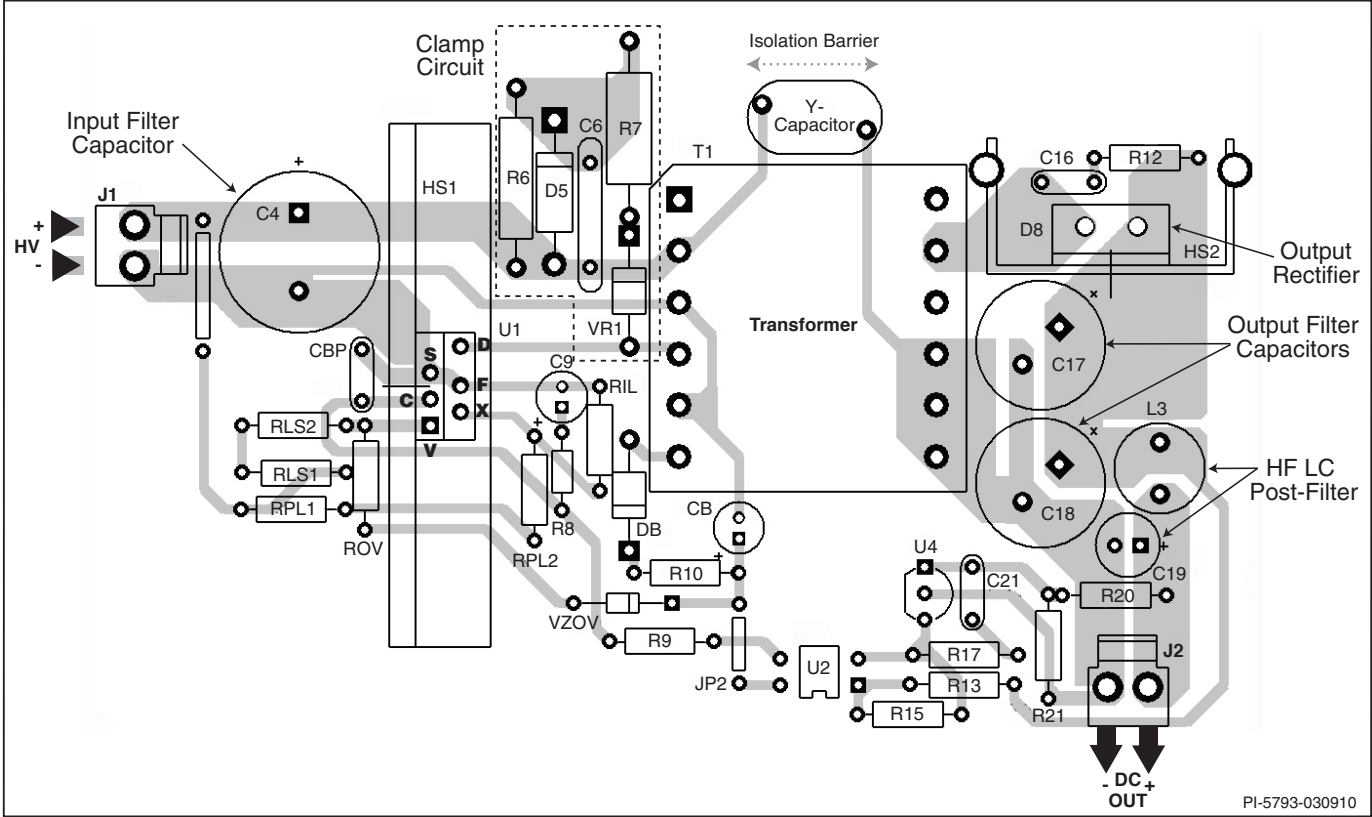 Clamp
Circuit
Isolation Barrier
Input Filter
Capacitor
Y-
Capacitor
C6
R7
T1
C16
R12
J1
+
HS1
R6
D5
C4
+
HV
-
D8
HS2
Output
Rectifier
U1
VR1
Transformer
×
Output Filter
Capacitors
CBP
S
D
C9
C17
F
RIL
C
X
L3
RLS2
V
+
×
HF LC
Post-Filter
RLS1
RPL1
C18
CB
R8
DB
ROV
RPL2
U4
+
+
R10
C21
C19
R20
VZOV
R9
R17
J2
U2
JP2
R13
R15
R21
- DC +
OUT
PI-5793-030910